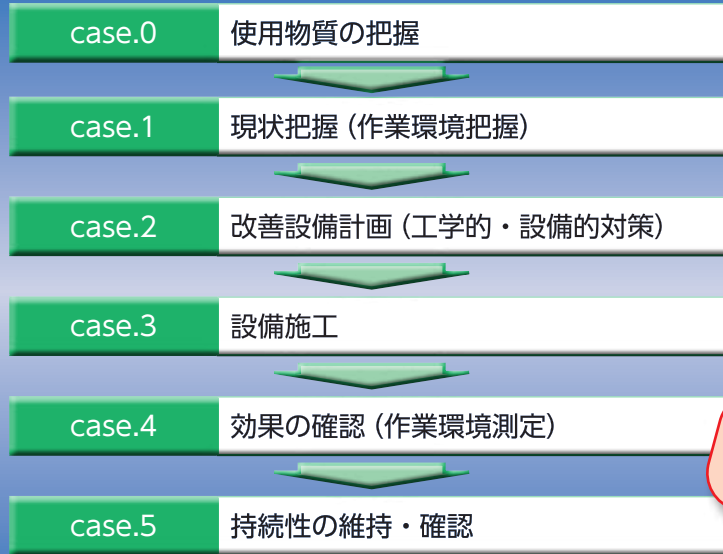 case.0 使用物質の把握
case.1 現状把握（作業環境把握）
case.2 改善設備計画（工学的・設備的対策）
case.3 設備施工
case.4 効果の確認（作業環境測定）
case.5 持続性の維持・確認